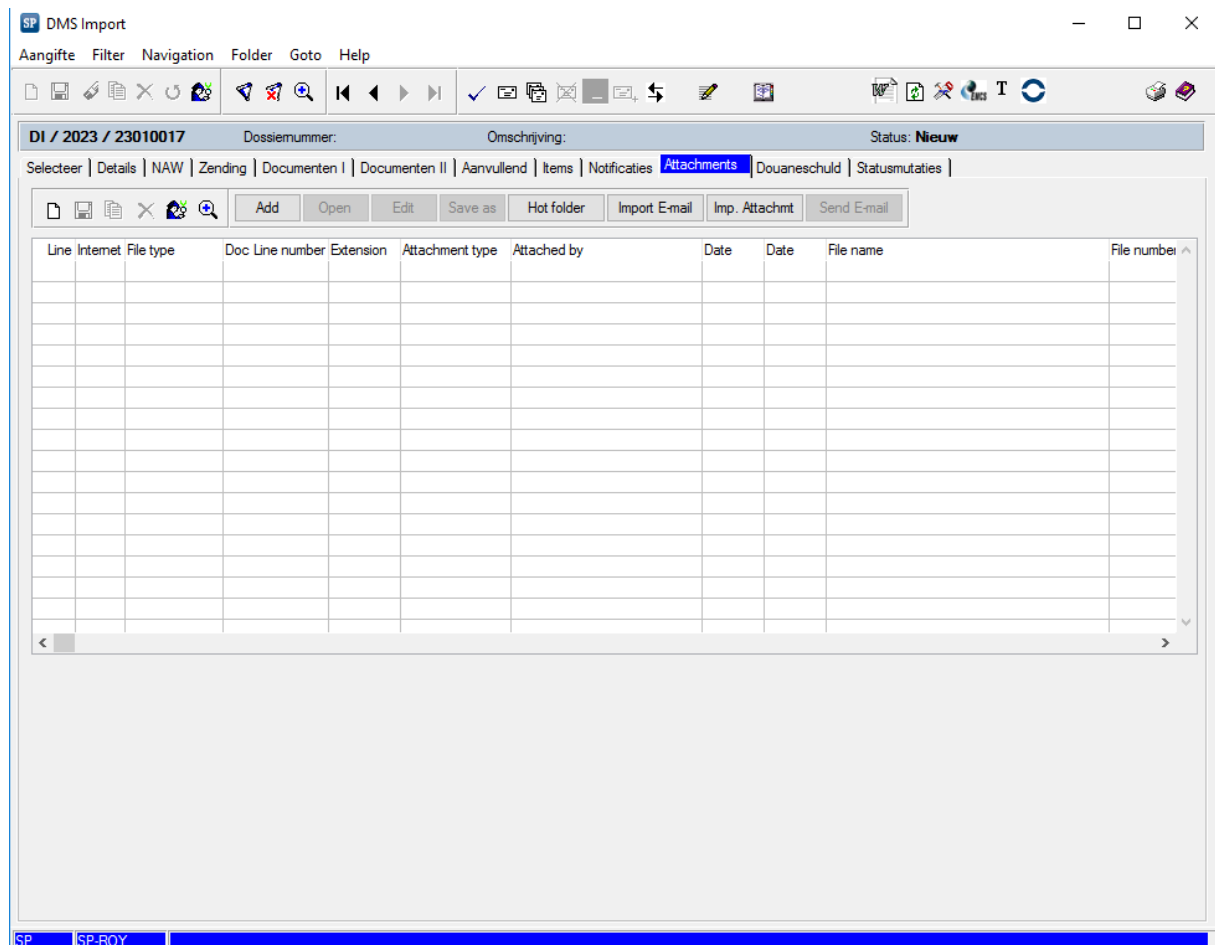 SP DMS Import
Aangifte Filter Navigation Folder Goto Help
W EMCS T
DI / 2023 / 23010017 Dossiernummer: Omschrijving: Status: Nieuw
Selecteer | Details | NAW | Zending | Documenten I | Documenten II | Aanvullend | Items | Notificaties Attachments Douaneschuld | Statusmutaties |
Add Open Edit Save as Hot folder Import E-mail Imp. Attachmt Send E-mail
Line Internet File type Doc Line number Extension Attachment type Attached by Date Date File name File number
SP SP-ROY